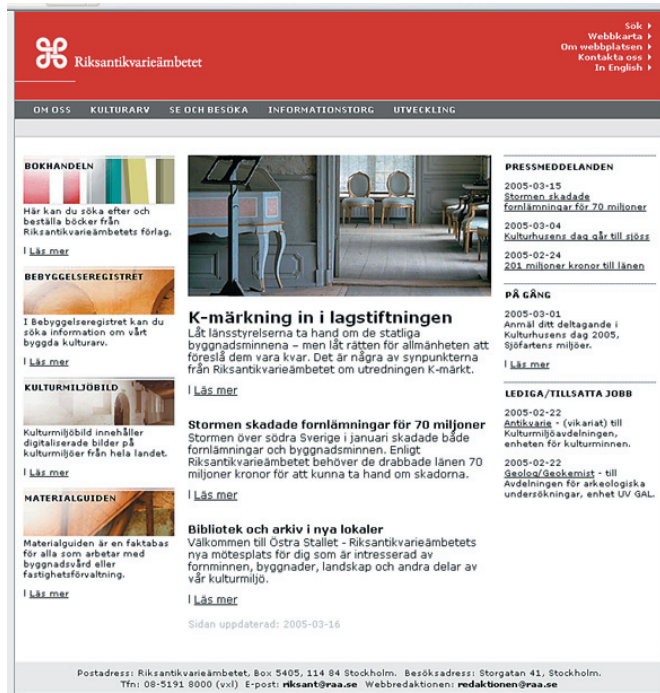 Sök
Webbkarta
Om webbplatsen
Kontakta oss
In English
Riksantikvarieämbetet
OM OSS KULTURARV SE OCH BESÖKA INFORMATIONSTORG UTVECKLING
BOKHANDELN
Här kan du söka efter och
beställa böcker från
Riksantikvarieämbetets förlag.
| Läs mer
BEBYGGELSEREGISTRET
I Bebyggelseregistret kan du
söka information om vårt
byggda kulturarv.
| Läs mer
KULTURMILJÖBILD
Kulturmiljöbild innehåller
digitaliserade bilder på
kulturmiljöer från hela landet.
| Läs mer
MATERIALGUIDEN
Materialguiden är en faktabas
för alla som arbetar med
byggnadsvård eller
fastighetsförvaltning.
| Läs mer
K-märkning in i lagstiftningen
Låt länsstyrelserna ta hand om de statliga
byggnadsminnena – men låt rätten för allmänheten att
föreslå dem vara kvar. Det är några av synpunkterna
från Riksantikvarieämbetet om utredningen K-märkt.
| Läs mer
Stormen skadade fornlämningar för 70 miljoner
Stormen över södra Sverige i januari skadade både
fornlämningar och byggnadsminnen. Enligt
Riksantikvarieämbetet behöver de drabbade länen 70
miljoner kronor för att kunna ta hand om skadorna.
| Läs mer
Bibliotek och arkiv i nya lokaler
Välkommen till Östra Stallet - Riksantikvarieämbetets
nya mötesplats för dig som är intresserad av
fornminnen, byggnader, landskap och andra delar av
vår kulturmiljö.
| Läs mer
Sidan uppdaterad: 2005-03-16
PRESSMEDDELANDEN
2005-03-15
Stormen skadade
fornlämningar för 70 miljoner
2005-03-04
Kulturhusens dag går till sjöss
2005-02-24
201 miljoner kronor till länen
PÅ GÅNG
2005-03-01
Anmäl ditt deltagande i
Kulturhusens dag 2005,
Sjöfartens miljöer.
| Läs mer
LEDIGA/TILLSATTA JOBB
2005-02-22
Antikvarie - (vikariat) till
Kulturmiljöavdelningen,
enheten för kulturminnen.
2005-02-22
Geolog/Geokemist - till
Avdelningen för arkeologiska
undersökningar, enhet UV GAL.
Postadress: Riksantikvarieämbetet, Box 5405, 114 84 Stockholm. Besöksadress: Storgatan 41, Stockholm.
Tfn: 08-5191 8000 (vxl) E-post: riksant@raa.se Webbredaktionen: redaktionen@raa.se